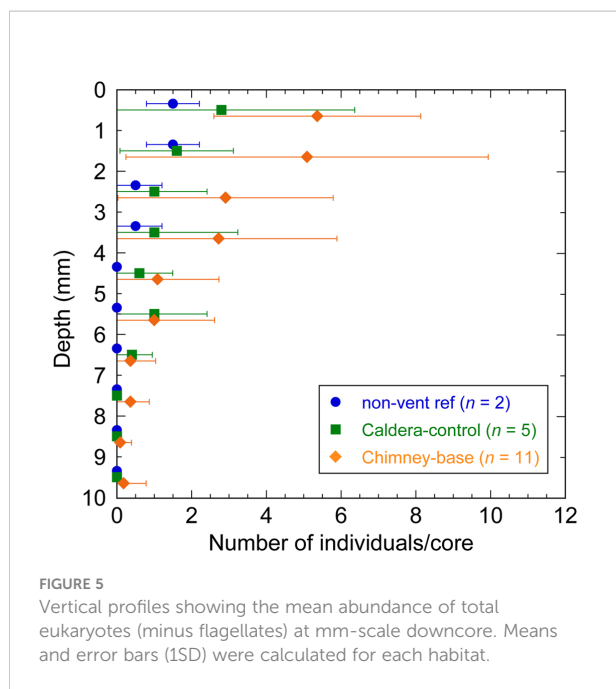 0
1
2
3
4
5
6
7
8
9
10
Depth (mm)
non-vent ref (n = 2)
Caldera-control (n = 5)
Chimney-base (n = 11)
0 2 4 6 8 10 12
Number of individuals/core
FIGURE 5
Vertical profiles showing the mean abundance of total
eukaryotes (minus flagellates) at mm-scale downcore. Means
and error bars (1SD) were calculated for each habitat.